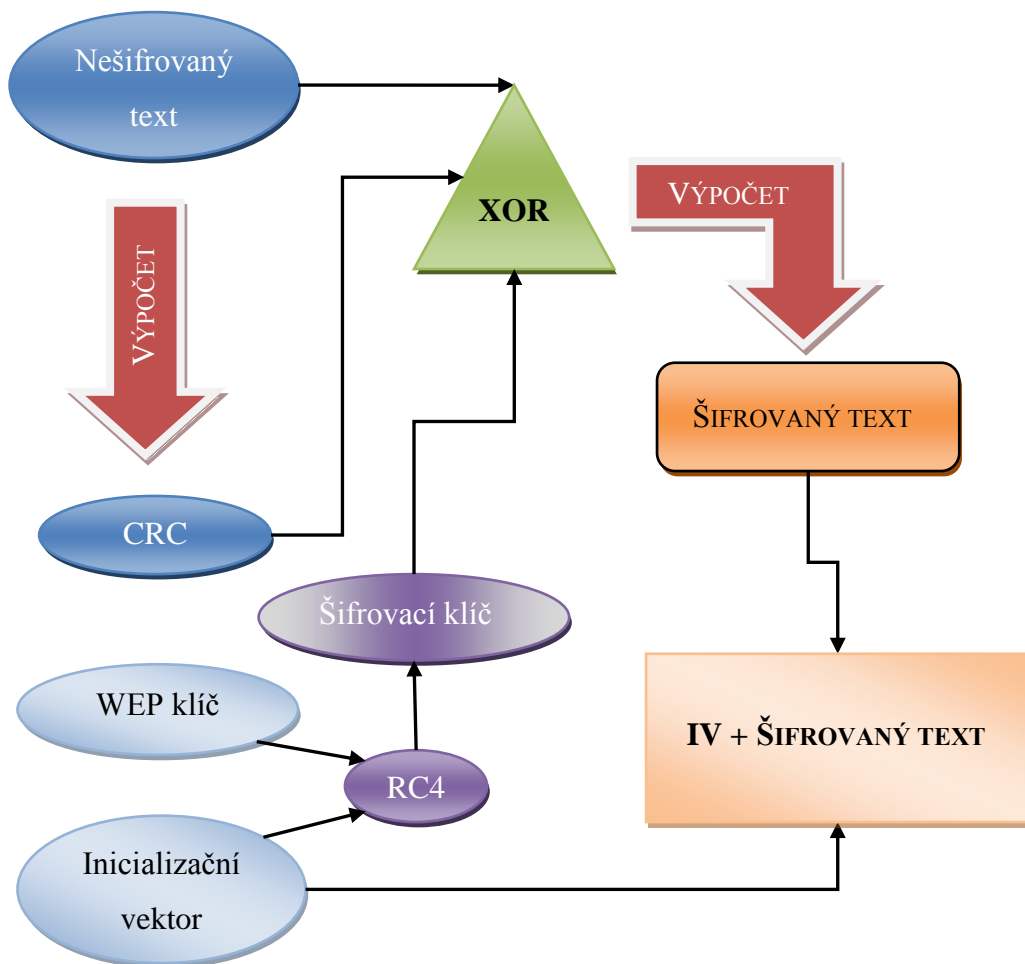 Nešifrovaný
text
XOR
VÝPOČET
VÝPOČET
ŠIFROVANÝ TEXT
CRC
Šifrovací klíč
WEP klíč
IV + ŠIFROVANÝ TEXT
RC4
Inicializační
vektor